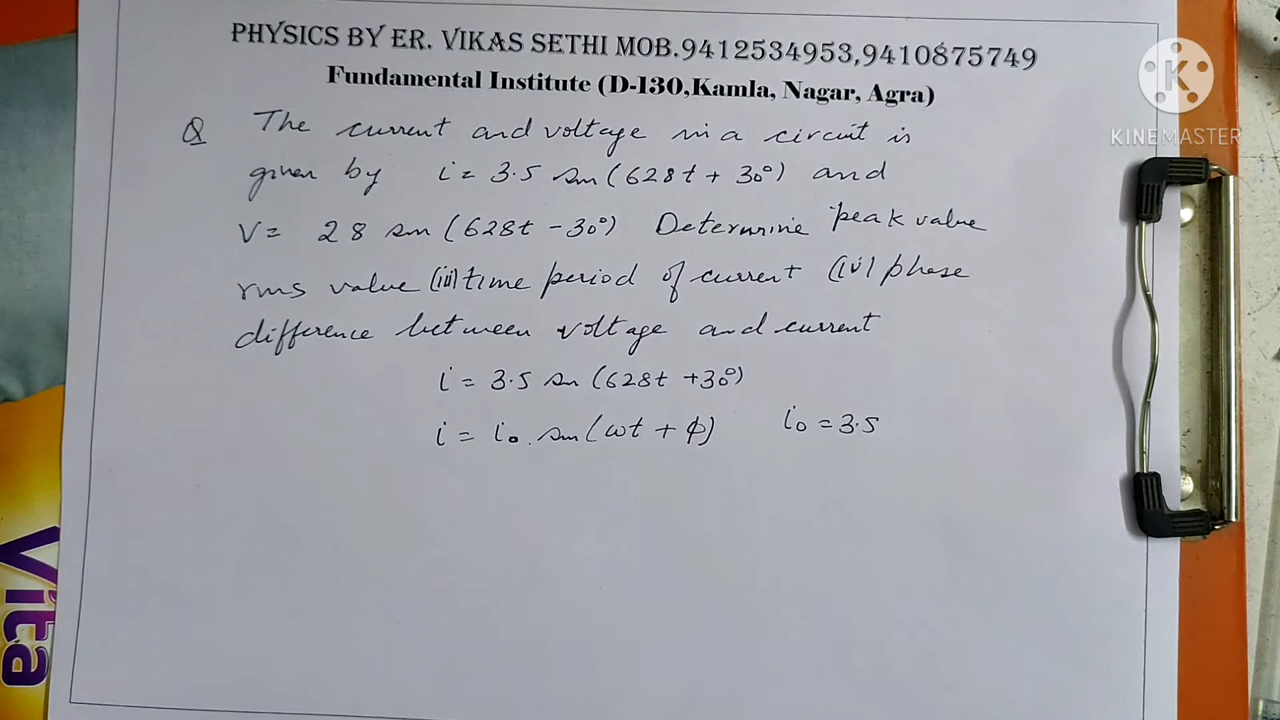 PHYSICS BY ER. VIKAS SETHI MOB.9412534953,9410875749
Fundamental Institute (D-130,Kamla, Nagar, Agra)
K
KINEMASTER
Q The current and voltage in a circuit is
given by i = 3.5 sin (628t + 30°) and
V = 28 sin (628t - 30°) Determine peak value
rms value (iii) time period of current (iv) phase
difference between voltage and current
i = 3.5 sin (628t + 30°)
i = i₀. sin (ωt + ϕ) i₀ = 3.5
Vita